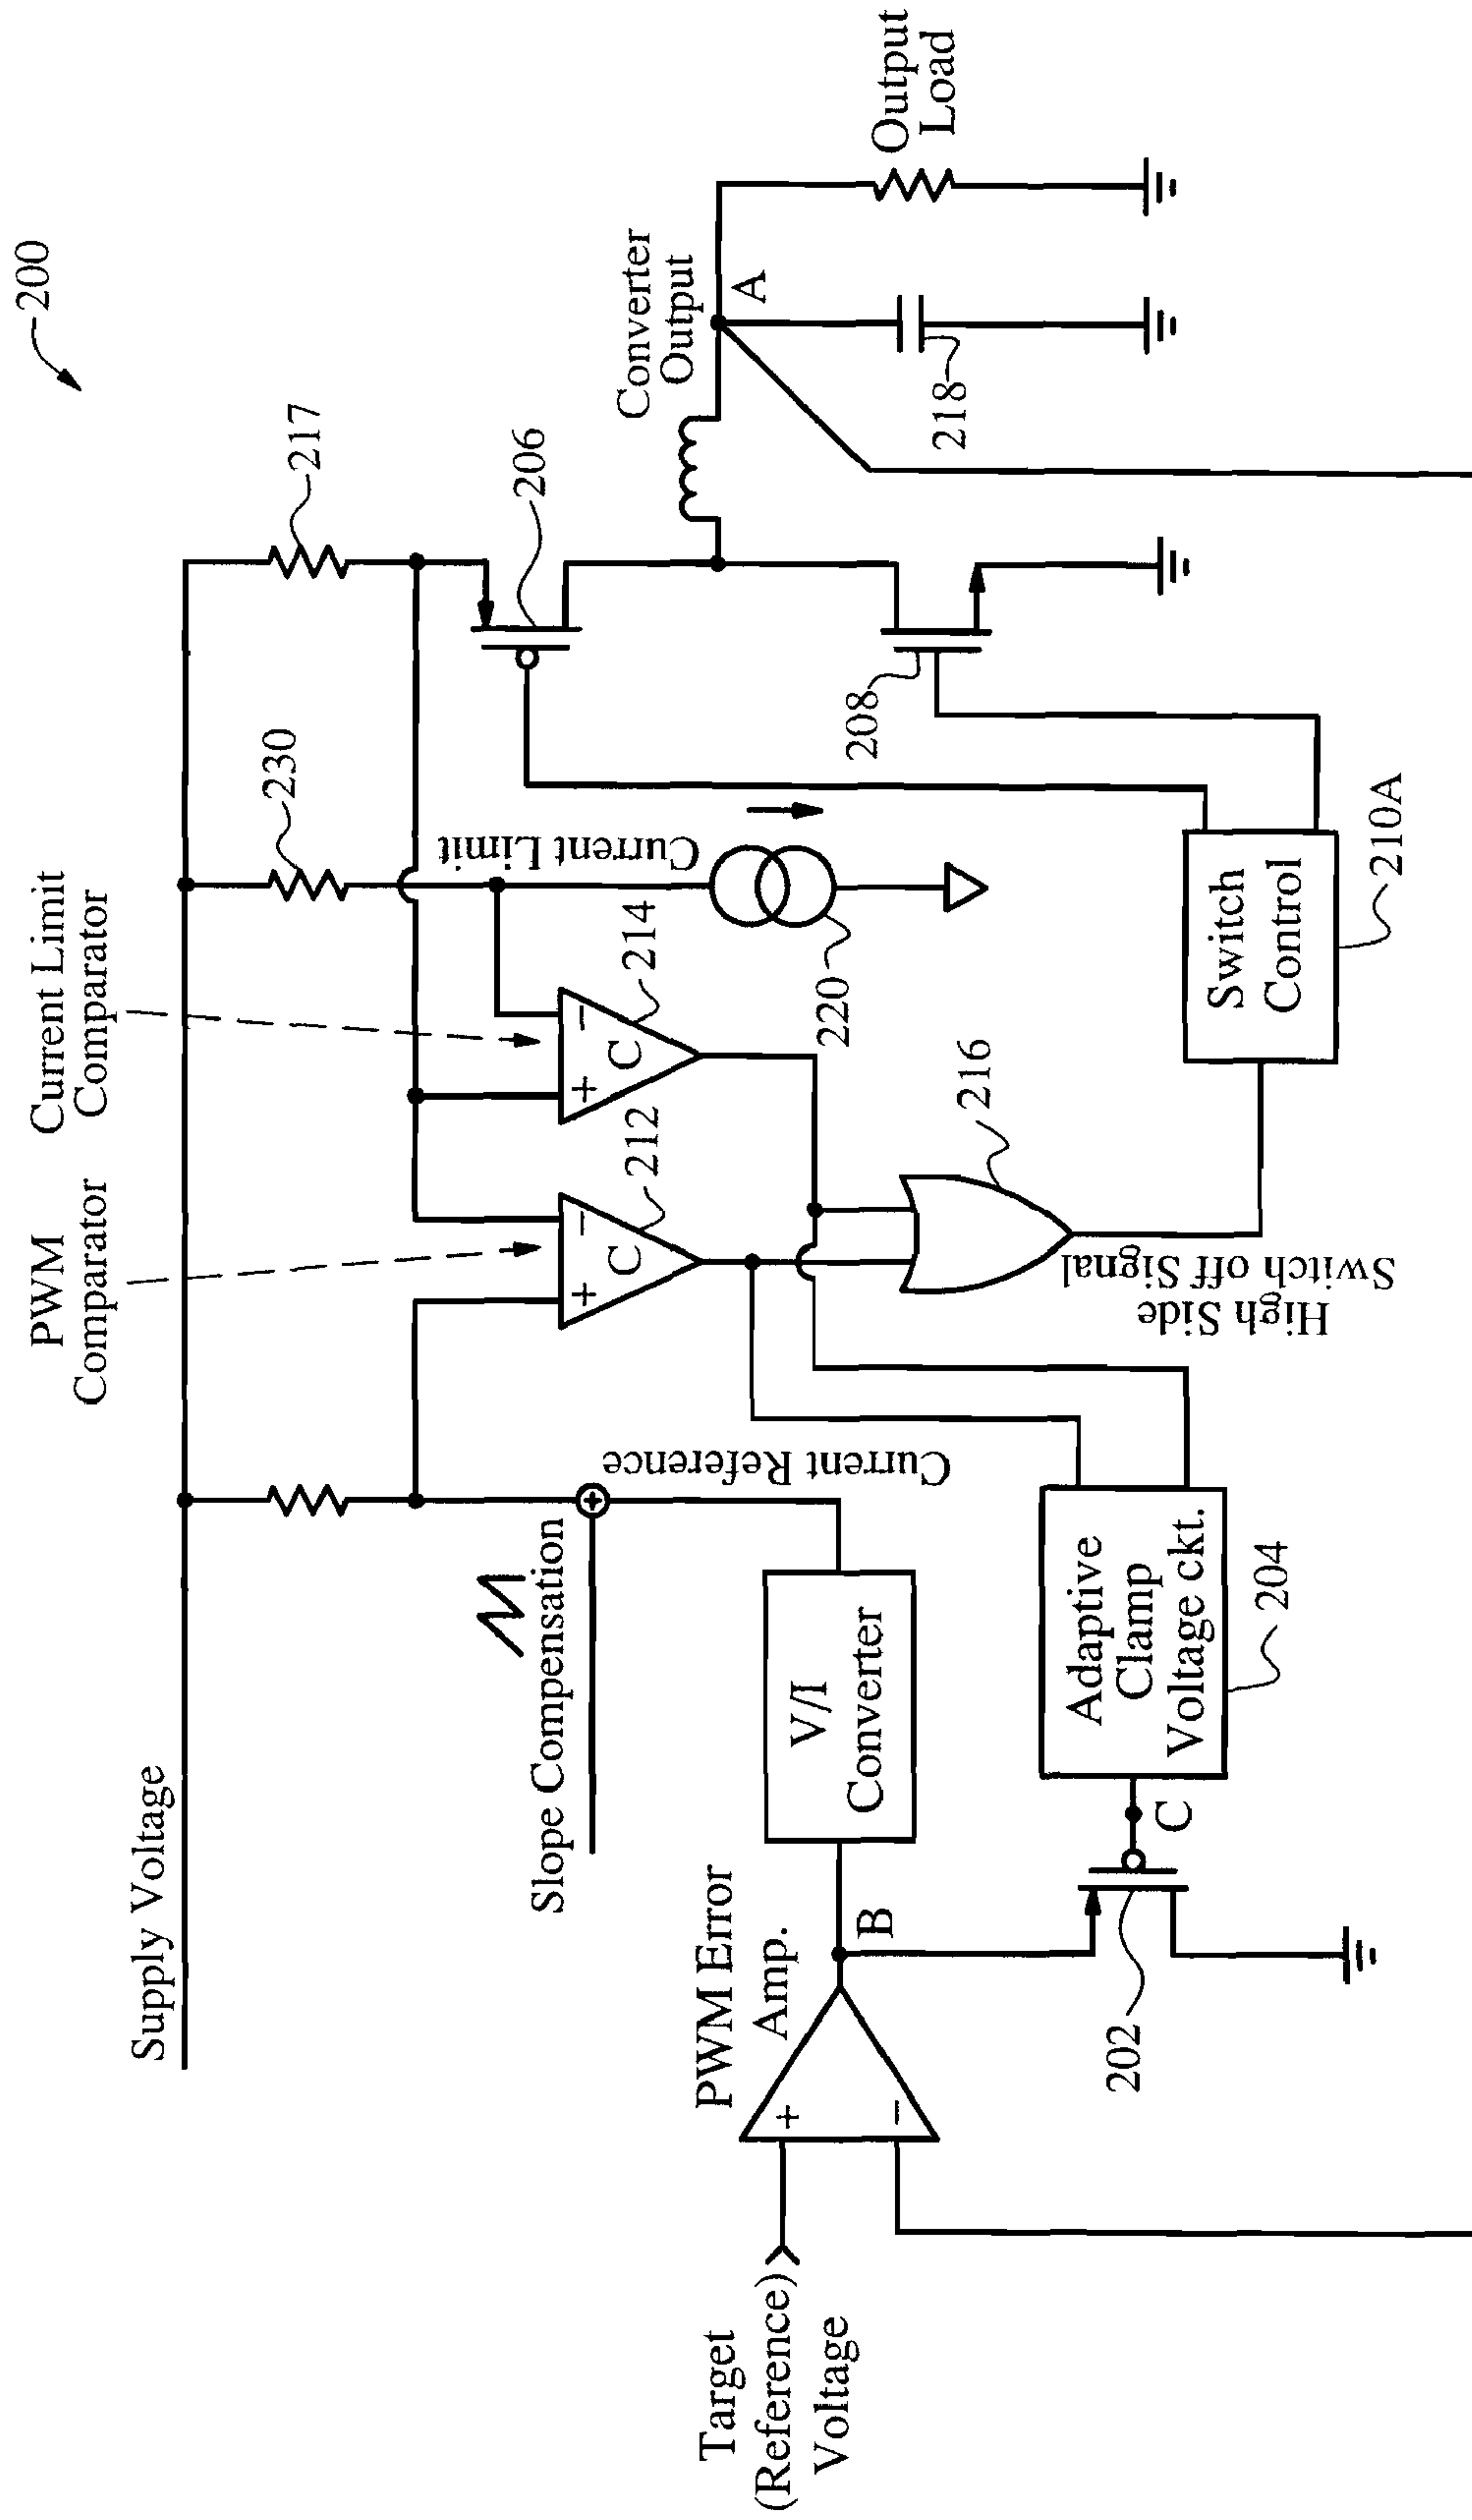 200
PWM
Comparator
Current Limit
Comparator
Supply Voltage
230
217
Slope Compensation
+
−
C
212
+
−
C
214
Current Limit
220
206
Converter
Output
A
218
Output
Load
208
Target
(Reference)
Voltage
+
−
PWM Error
Amp.
B
V/I
Converter
Current Reference
202
C
Adaptive
Clamp
Voltage ckt.
204
216
High Side
Switch off Signal
Switch
Control
210A